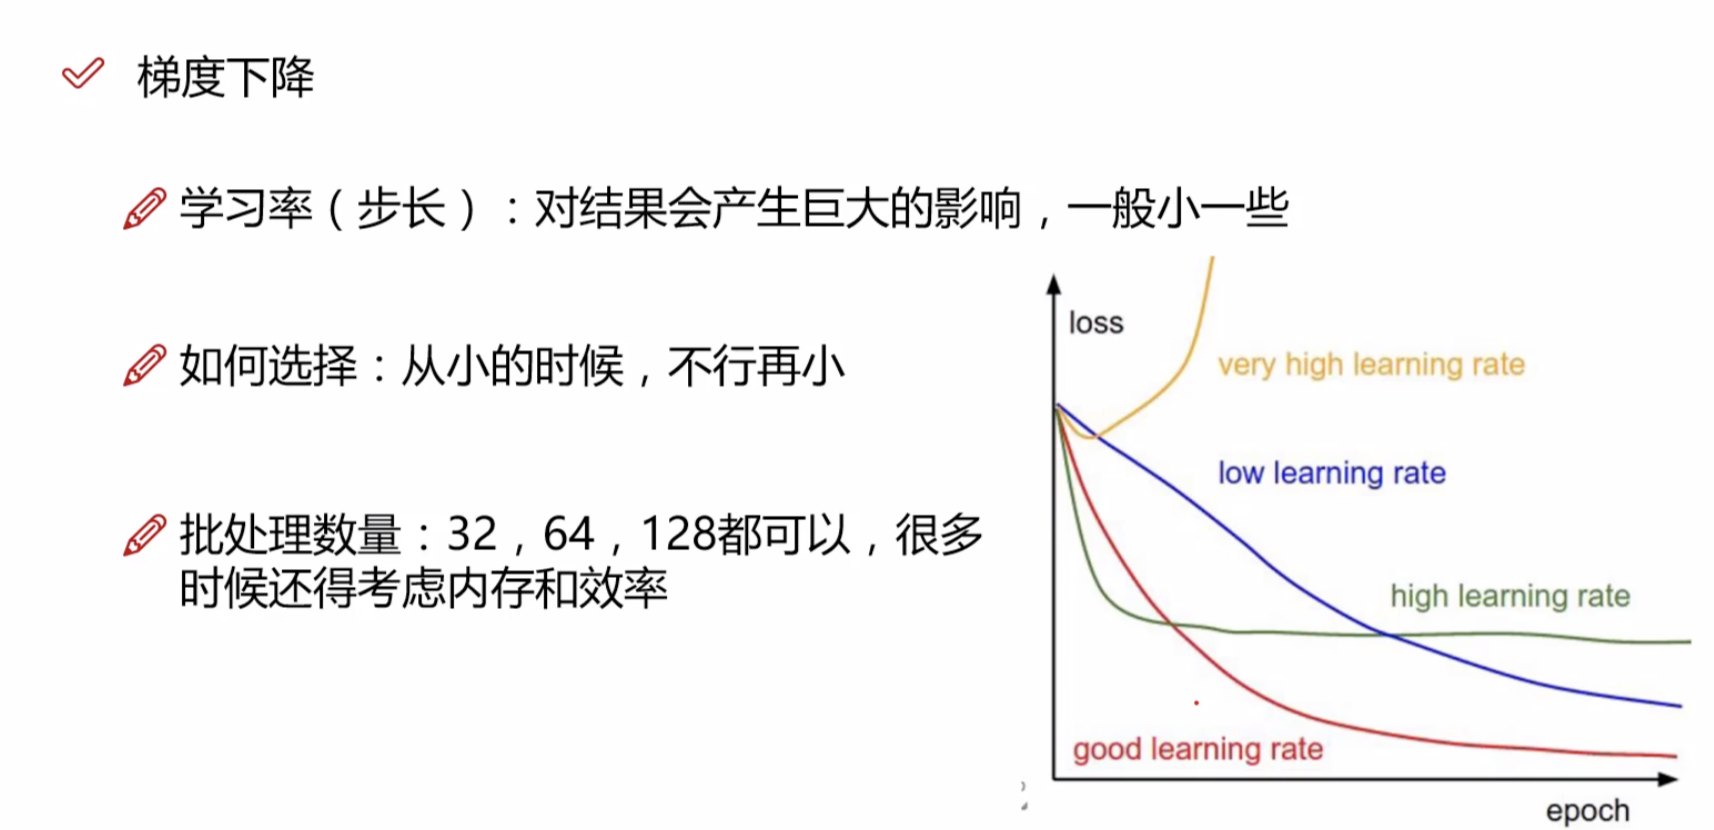 梯度下降
学习率（步长）：对结果会产生巨大的影响，一般小一些
如何选择：从小的时候，不行再小
批处理数量：32，64，128都可以，很多
时候还得考虑内存和效率
loss
very high learning rate
low learning rate
high learning rate
good learning rate
epoch